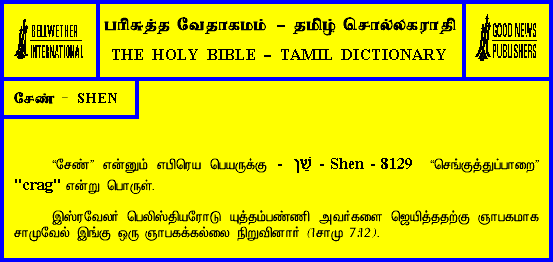 BELLWETHER
INTERNATIONAL
பரிசுத்த வேதாகமம் – தமிழ் சொல்லகராதி
THE HOLY BIBLE – TAMIL DICTIONARY
GOOD NEWS
PUBLISHERS
சேண் – SHEN
“சேண்” என்னும் எபிரெய பெயருக்கு - שֵׁן - Shen - 8129 “செங்குத்துப்பாறை”
"crag" என்று பொருள்.
இஸ்ரவேலர் பெலிஸ்தியரோடு யுத்தம்பண்ணி அவர்களை ஜெயித்ததற்கு ஞாபகமாக
சாமுவேல் இங்கு ஒரு ஞாபகக்கல்லை நிறுவினார் (1சாமு 7:12).